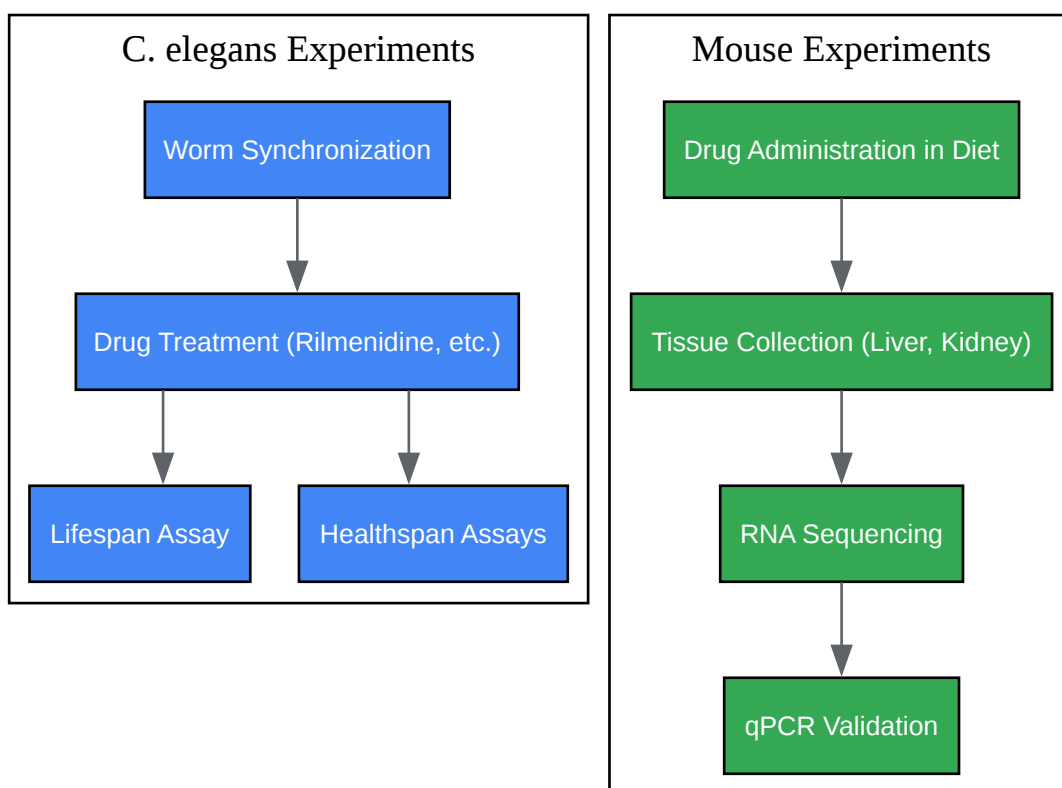 C. elegans Experiments
Worm Synchronization
Drug Treatment (Rilmenidine, etc.)
Lifespan Assay
Healthspan Assays
Mouse Experiments
Drug Administration in Diet
Tissue Collection (Liver, Kidney)
RNA Sequencing
qPCR Validation